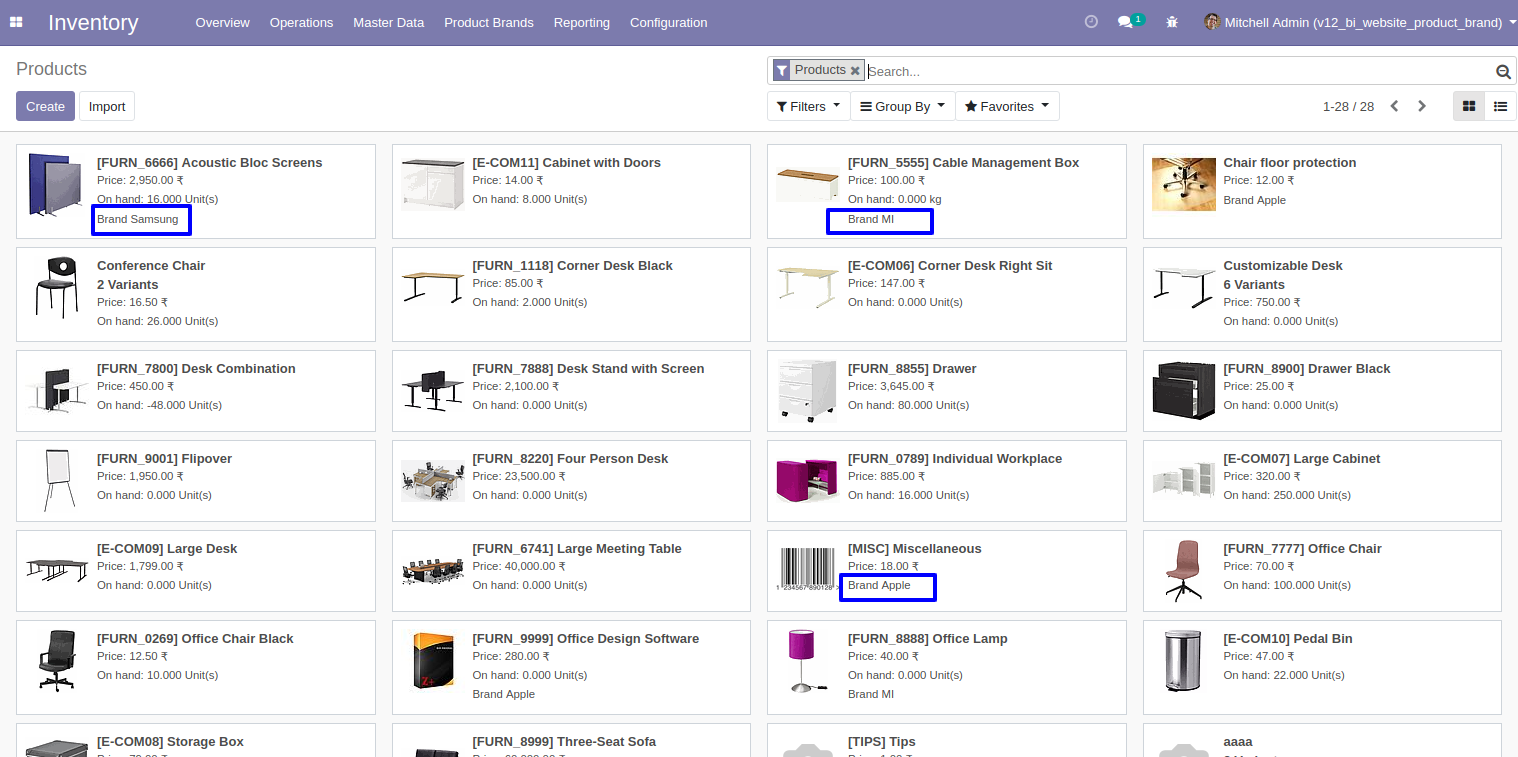 Inventory
Overview Operations Master Data Product Brands Reporting Configuration
1 Mitchell Admin (v12_bi_website_product_brand)
Products
Products Search...
Create Import
Filters Group By Favorites
1-28 / 28
[FURN_6666] Acoustic Bloc Screens
Price: 2,950.00 ₹
On hand: 16.000 Unit(s)
Brand Samsung
[E-COM11] Cabinet with Doors
Price: 14.00 ₹
On hand: 8.000 Unit(s)
[FURN_5555] Cable Management Box
Price: 100.00 ₹
On hand: 0.000 kg
Brand MI
Chair floor protection
Price: 12.00 ₹
Brand Apple
Conference Chair
2 Variants
Price: 16.50 ₹
On hand: 26.000 Unit(s)
[FURN_1118] Corner Desk Black
Price: 85.00 ₹
On hand: 2.000 Unit(s)
[E-COM06] Corner Desk Right Sit
Price: 147.00 ₹
On hand: 0.000 Unit(s)
Customizable Desk
6 Variants
Price: 750.00 ₹
On hand: 0.000 Unit(s)
[FURN_7800] Desk Combination
Price: 450.00 ₹
On hand: -48.000 Unit(s)
[FURN_7888] Desk Stand with Screen
Price: 2,100.00 ₹
On hand: 0.000 Unit(s)
[FURN_8855] Drawer
Price: 3,645.00 ₹
On hand: 80.000 Unit(s)
[FURN_8900] Drawer Black
Price: 25.00 ₹
On hand: 0.000 Unit(s)
[FURN_9001] Flipover
Price: 1,950.00 ₹
On hand: 0.000 Unit(s)
[FURN_8220] Four Person Desk
Price: 23,500.00 ₹
On hand: 0.000 Unit(s)
[FURN_0789] Individual Workplace
Price: 885.00 ₹
On hand: 16.000 Unit(s)
[E-COM07] Large Cabinet
Price: 320.00 ₹
On hand: 250.000 Unit(s)
[E-COM09] Large Desk
Price: 1,799.00 ₹
On hand: 0.000 Unit(s)
[FURN_6741] Large Meeting Table
Price: 40,000.00 ₹
On hand: 0.000 Unit(s)
1 234567 890128 >
[MISC] Miscellaneous
Price: 18.00 ₹
Brand Apple
[FURN_7777] Office Chair
Price: 70.00 ₹
On hand: 100.000 Unit(s)
[FURN_0269] Office Chair Black
Price: 12.50 ₹
On hand: 10.000 Unit(s)
Z+
[FURN_9999] Office Design Software
Price: 280.00 ₹
On hand: 0.000 Unit(s)
Brand Apple
[FURN_8888] Office Lamp
Price: 40.00 ₹
On hand: 0.000 Unit(s)
Brand MI
[E-COM10] Pedal Bin
Price: 47.00 ₹
On hand: 22.000 Unit(s)
[E-COM08] Storage Box
[FURN_8999] Three-Seat Sofa
[TIPS] Tips
aaaa